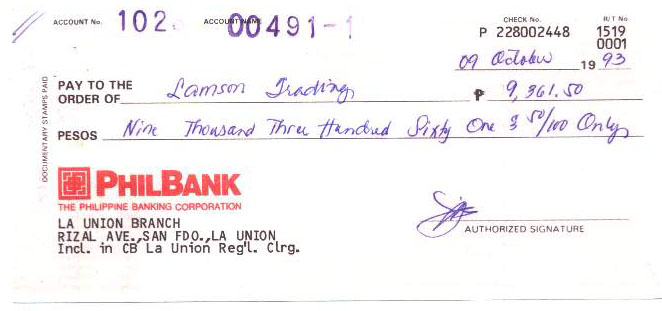 ACCOUNT No. 102 ACCOUNT NAME 00491-1 CHECK No. R/T No
P 228002448 1519
0001
09 October 19 93
DOCUMENTARY STAMPS PAID
PAY TO THE
ORDER OF Lamson Trading ₱ 9,361.50
PESOS Nine Thousand Three Hundred Sixty One & 50/100 Only
PHILBANK
THE PHILIPPINE BANKING CORPORATION
LA UNION BRANCH
RIZAL AVE.,SAN FDO.,LA UNION
Incl. in CB La Union Reg'l. Clrg.
AUTHORIZED SIGNATURE